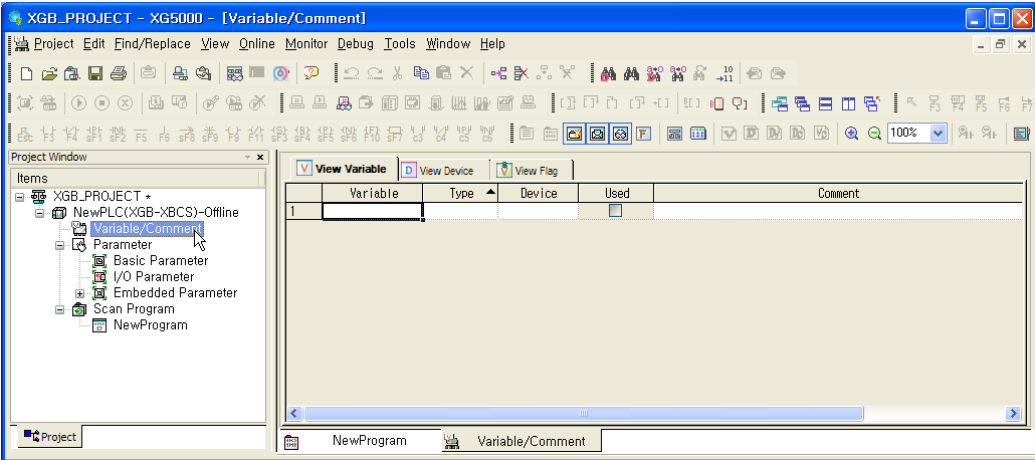 XGB_PROJECT - XG5000 - [Variable/Comment]
Project Edit Find/Replace View Online Monitor Debug Tools Window Help
100%
Project Window
Items
XGB_PROJECT *
NewPLC(XGB-XBCS)-Offline
Variable/Comment
Parameter
Basic Parameter
I/O Parameter
Embedded Parameter
Scan Program
NewProgram
Project
V View Variable D View Device View Flag
Variable Type Device Used Comment
1
NewProgram Variable/Comment